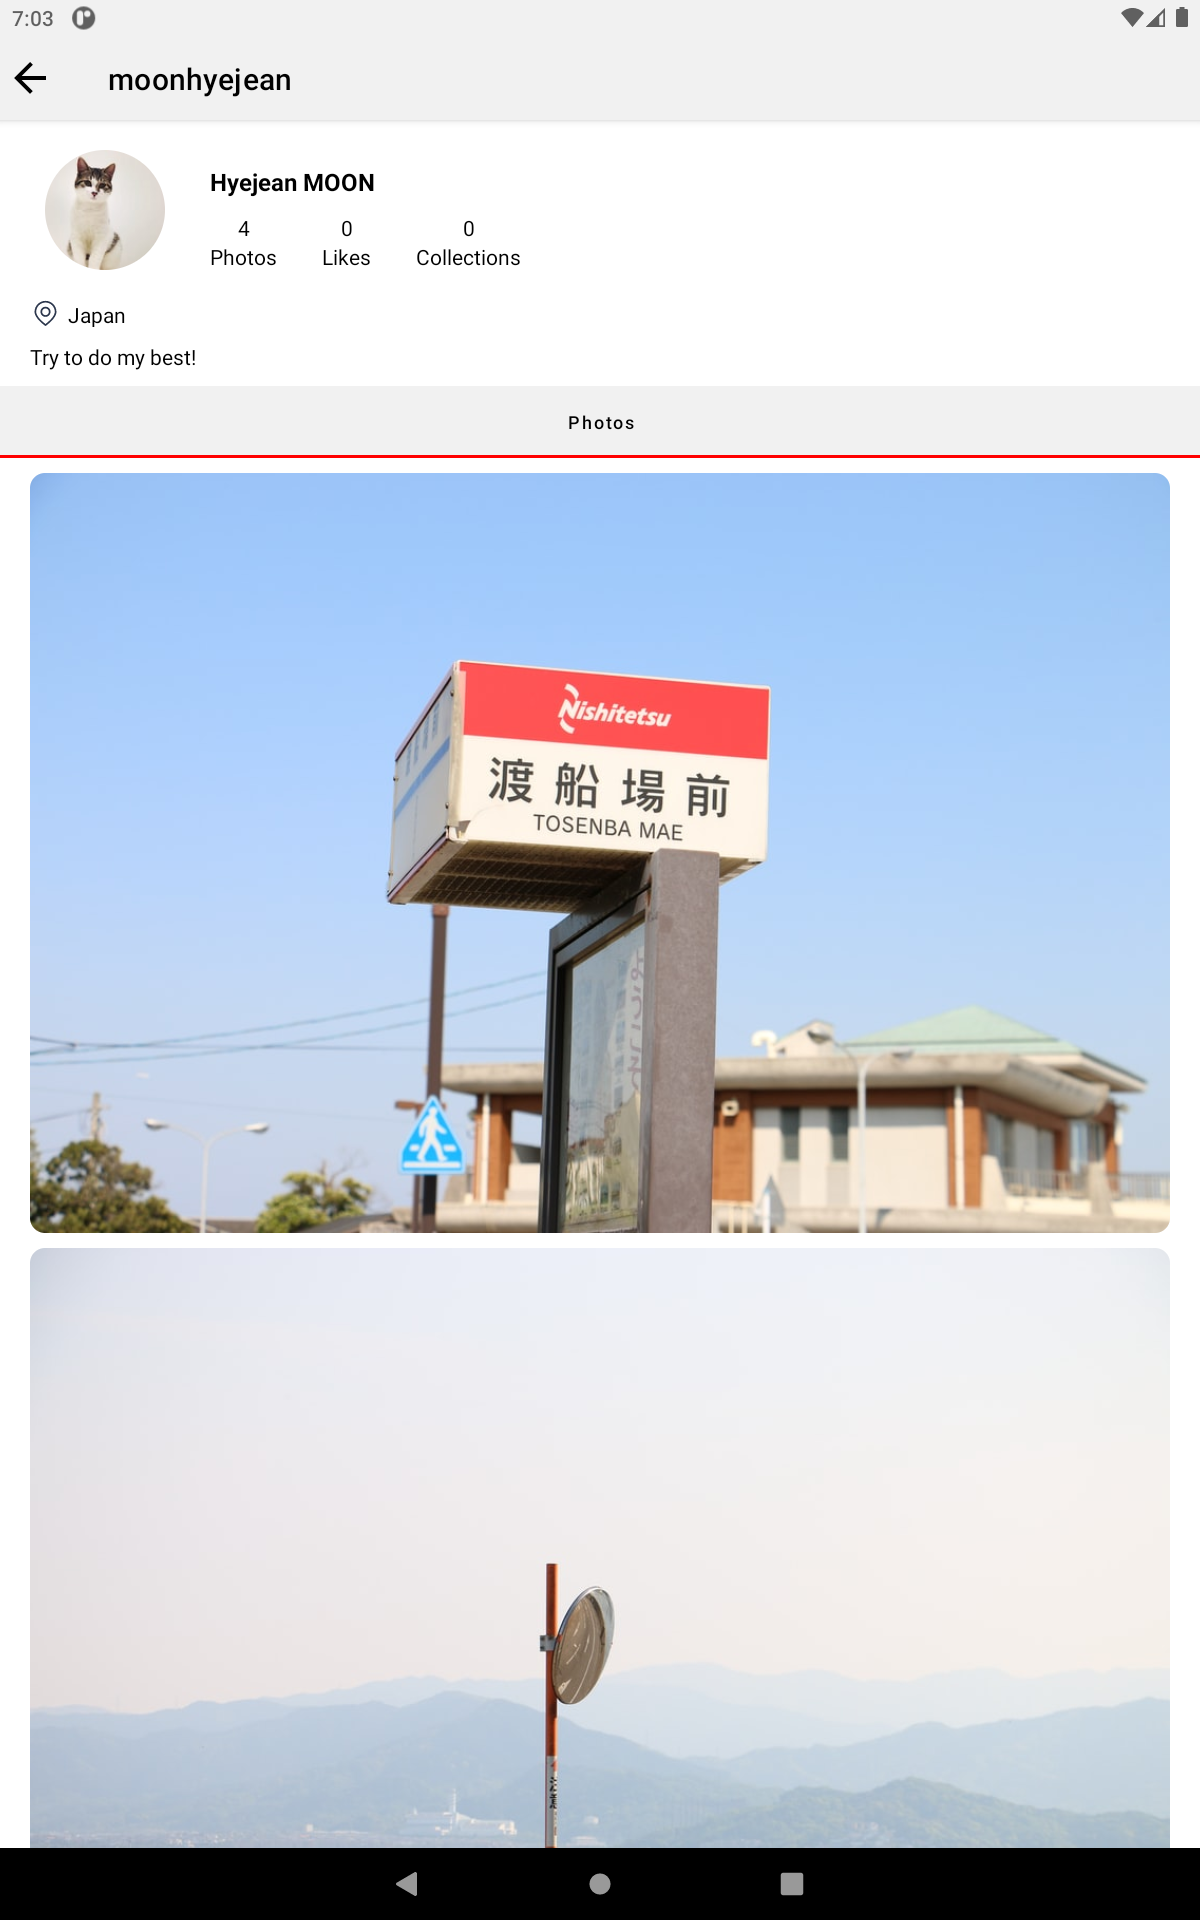 7:03
moonhyejean
Hyejean MOON
4
Photos
0
Likes
0
Collections
Japan
Try to do my best!
Photos
Nishitetsu
渡船場前
TOSENBA MAE